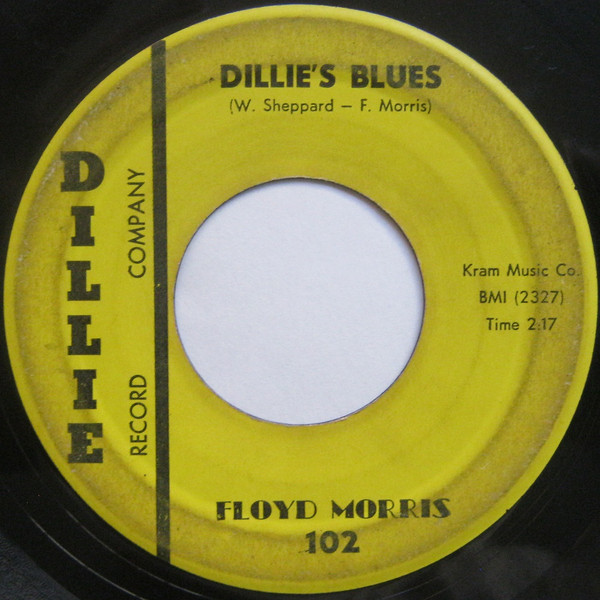 DILLIE'S BLUES
(W. Sheppard – F. Morris)
DILLIE
RECORD COMPANY
Kram Music Co.
BMI (2327)
Time 2:17
FLOYD MORRIS
102